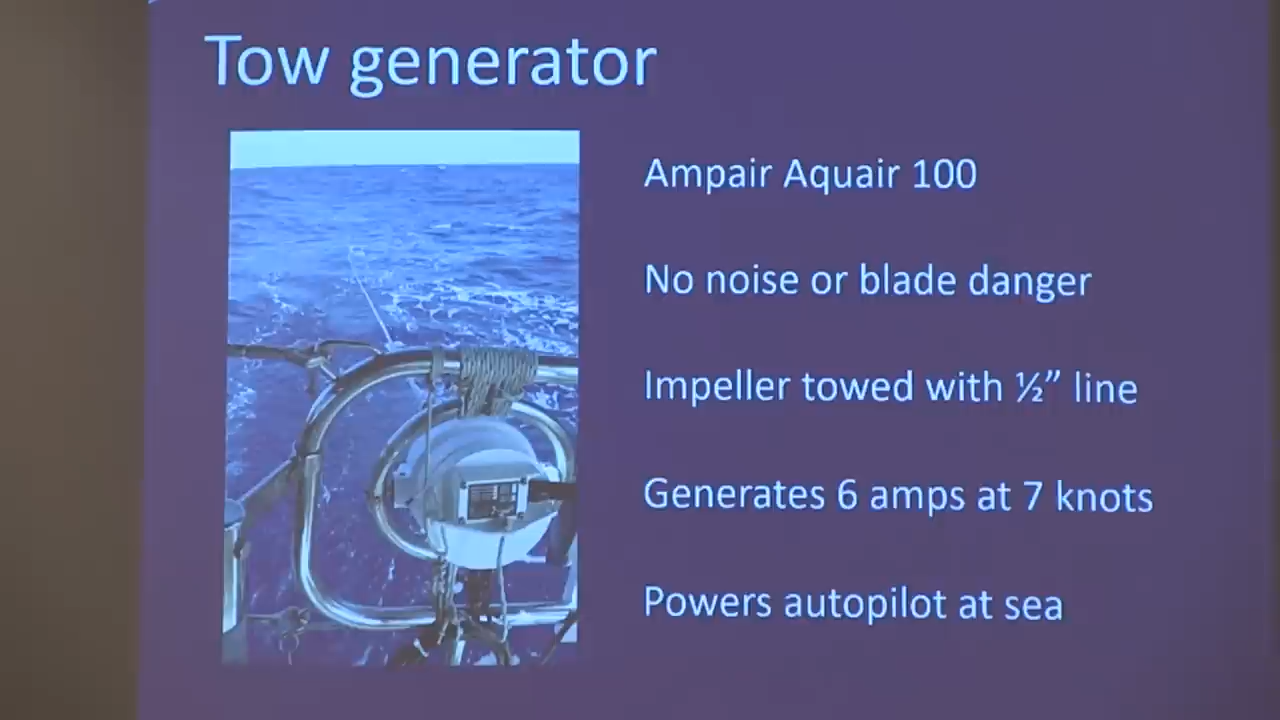 Tow generator
Ampair Aquair 100
No noise or blade danger
Impeller towed with ½” line
Generates 6 amps at 7 knots
Powers autopilot at sea